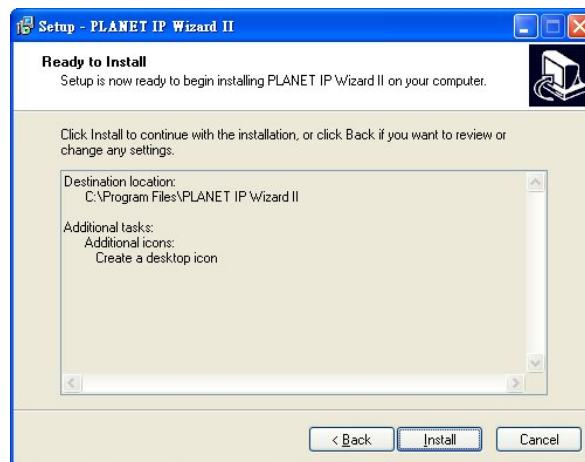 Setup - PLANET IP Wizard II
Ready to Install
Setup is now ready to begin installing PLANET IP Wizard II on your computer.
Click Install to continue with the installation, or click Back if you want to review or
change any settings.
Destination location:
C:\Program Files\PLANET IP Wizard II
Additional tasks:
Additional icons:
Create a desktop icon
< Back
Install
Cancel